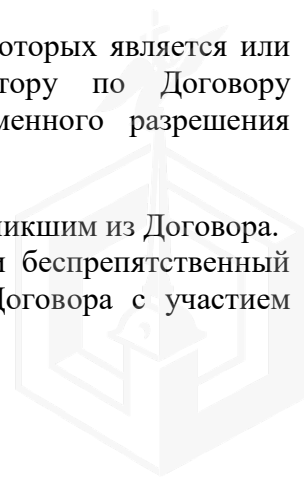 оторых является или
тору по Договору
менного разрешения
икшим из Договора.
и беспрепятственный
Договора с участием